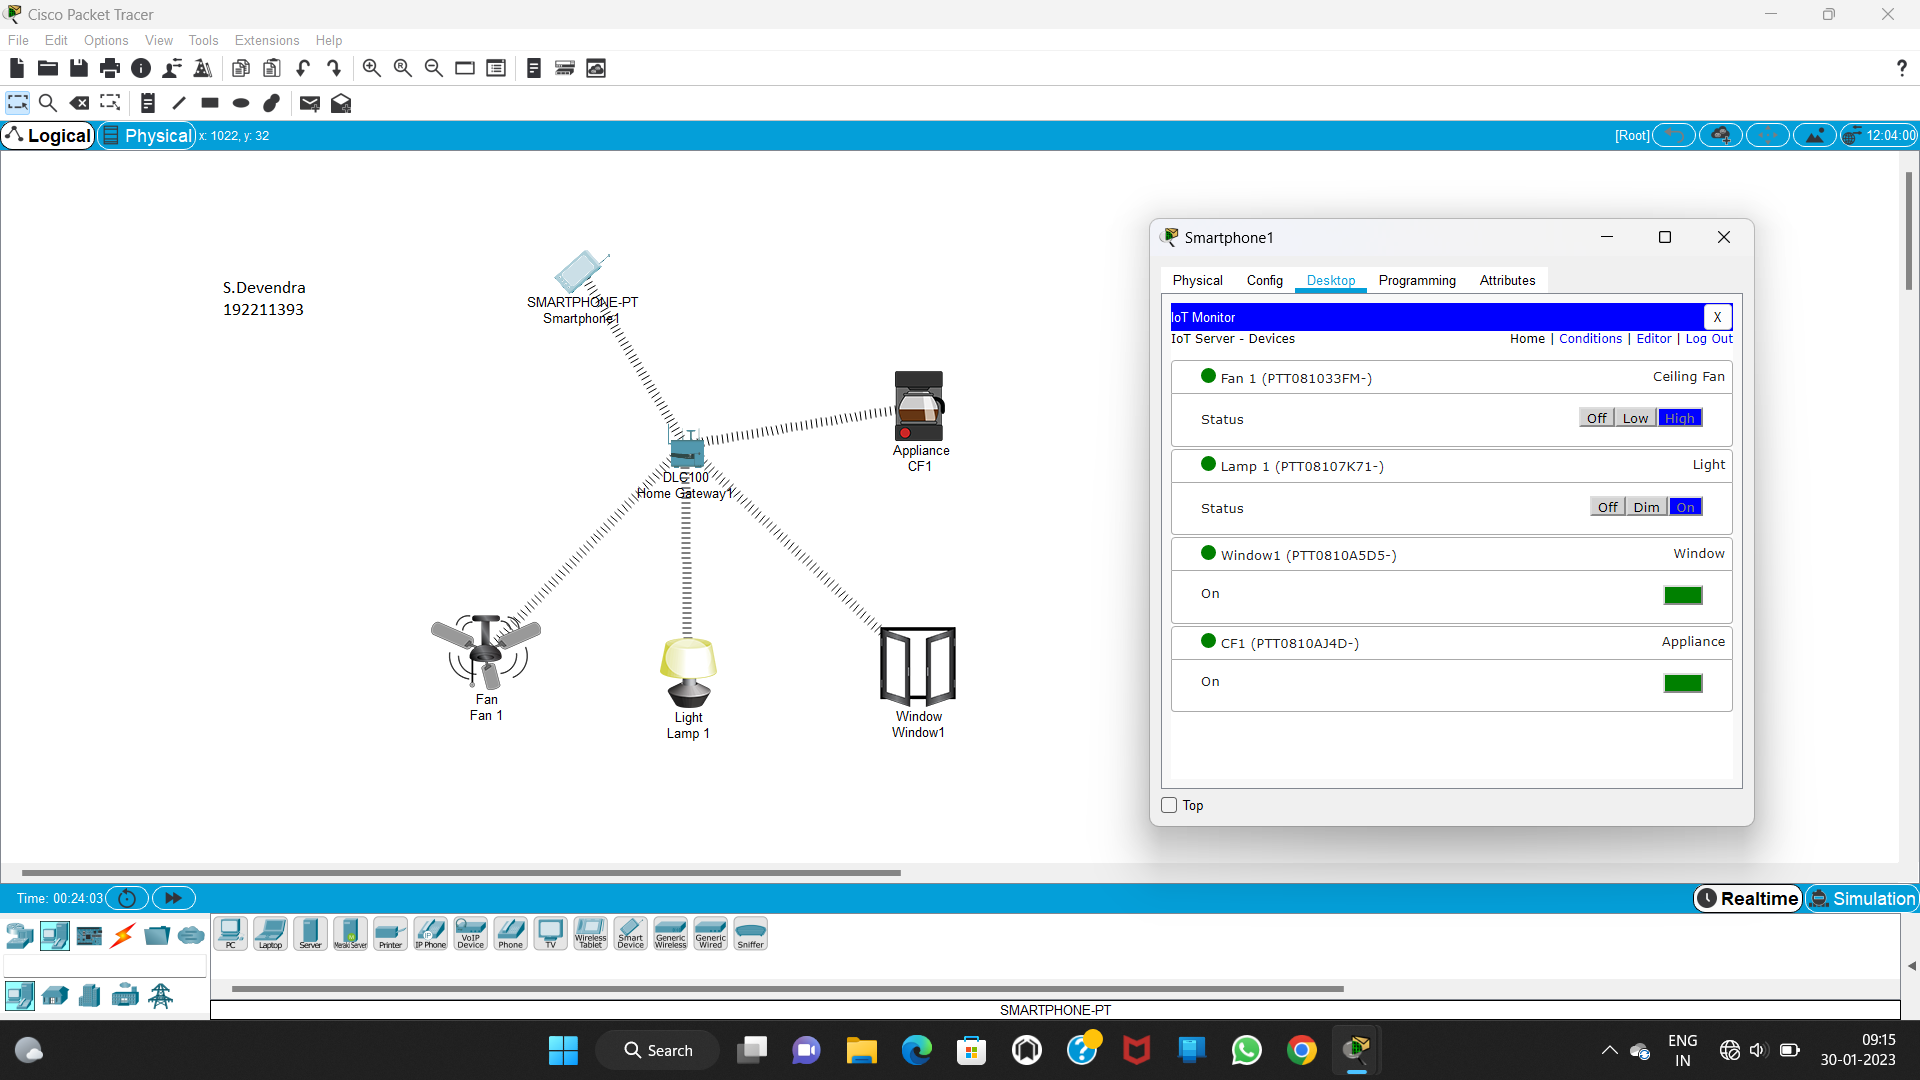 Cisco Packet Tracer
File Edit Options View Tools Extensions Help
?
Logical Physical x: 1022, y: 32 [Root] 12:04:00
S.Devendra
192211393
SMARTPHONE-PT
Smartphone1
Appliance
CF1
DLC100
Home Gateway1
Fan
Fan 1
Light
Lamp 1
Window
Window1
Smartphone1
Physical Config Desktop Programming Attributes
IoT Monitor X
IoT Server - Devices Home | Conditions | Editor | Log Out
Fan 1 (PTT081033FM-) Ceiling Fan
Status Off Low High
Lamp 1 (PTT08107K71-) Light
Status Off Dim On
Window1 (PTT0810A5D5-) Window
On
CF1 (PTT0810AJ4D-) Appliance
On
Top
Time: 00:24:03 Realtime Simulation
PC Laptop Server Meraki Server Printer IP Phone VoIP Device Phone TV Wireless Tablet Smart Device Generic Wireless Generic Wired Sniffer
SMARTPHONE-PT
Search
ENG
IN
09:15
30-01-2023